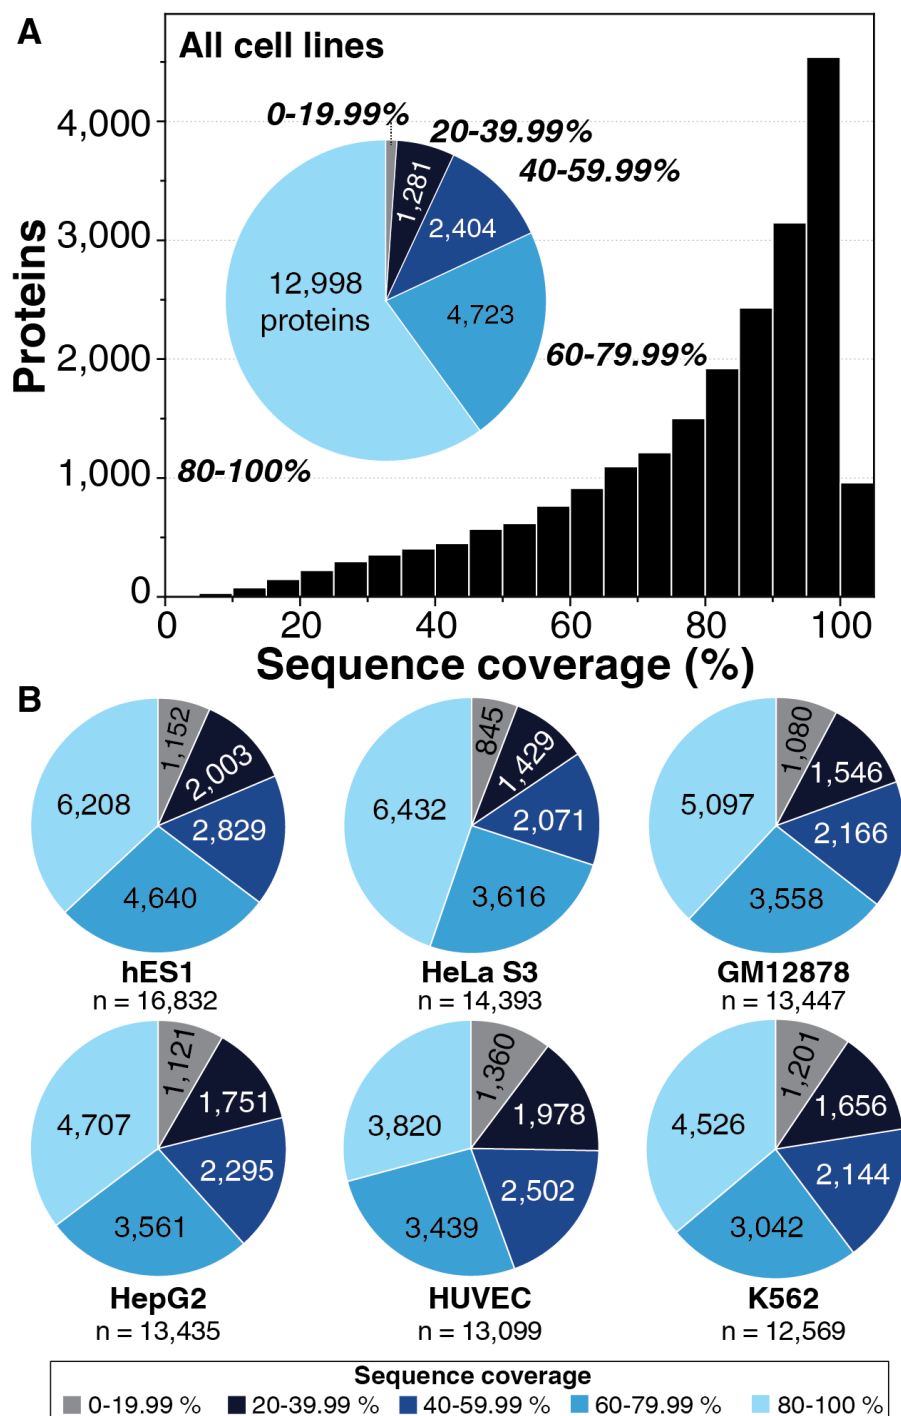 A
All cell lines
0-19.99%
20-39.99%
40-59.99%
60-79.99%
80-100%
1,281
2,404
4,723
12,998
proteins
Proteins
4,000
3,000
2,000
1,000
0
0 20 40 60 80 100
Sequence coverage (%)
B
1,152
2,003
2,829
4,640
6,208
hES1
n = 16,832
845
1,429
2,071
3,616
6,432
HeLa S3
n = 14,393
1,080
1,546
2,166
3,558
5,097
GM12878
n = 13,447
1,121
1,751
2,295
3,561
4,707
HepG2
n = 13,435
1,360
1,978
2,502
3,439
3,820
HUVEC
n = 13,099
1,201
1,656
2,144
3,042
4,526
K562
n = 12,569
Sequence coverage
0-19.99 % 20-39.99 % 40-59.99 % 60-79.99 % 80-100 %